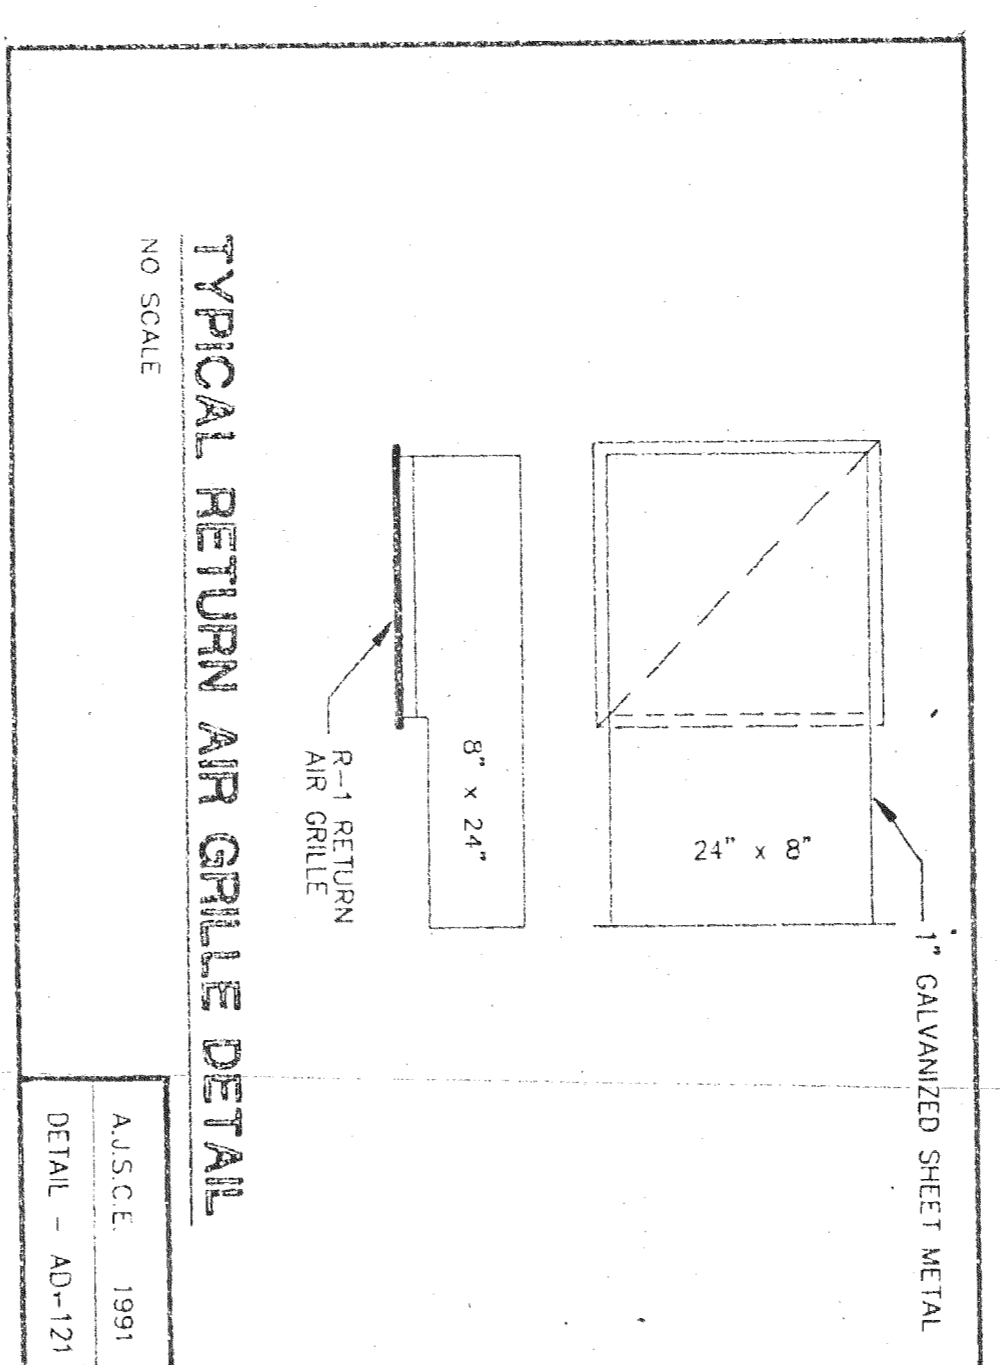 1" GALVANIZED SHEET METAL
24" x 8"
8" x 24"
R-1 RETURN
AIR GRILLE
TYPICAL RETURN AIR GRILLE DETAIL
NO SCALE
A.J.S.C.E. 1991
DETAIL - AD-121